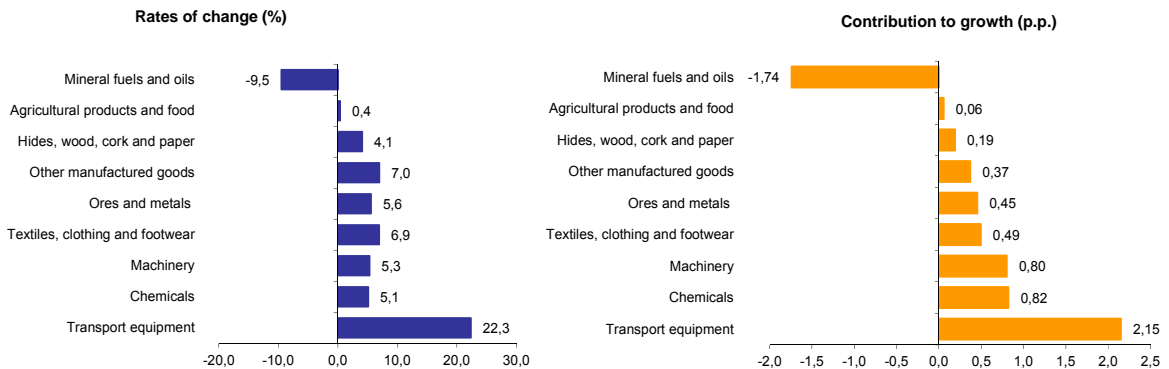 Rates of change (%)
Mineral fuels and oils -9,5
Agricultural products and food 0,4
Hides, wood, cork and paper 4,1
Other manufactured goods 7,0
Ores and metals 5,6
Textiles, clothing and footwear 6,9
Machinery 5,3
Chemicals 5,1
Transport equipment 22,3
-20,0 -10,0 0,0 10,0 20,0 30,0
Contribution to growth (p.p.)
Mineral fuels and oils -1,74
Agricultural products and food 0,06
Hides, wood, cork and paper 0,19
Other manufactured goods 0,37
Ores and metals 0,45
Textiles, clothing and footwear 0,49
Machinery 0,80
Chemicals 0,82
Transport equipment 2,15
-2,0 -1,5 -1,0 -0,5 0,0 0,5 1,0 1,5 2,0 2,5